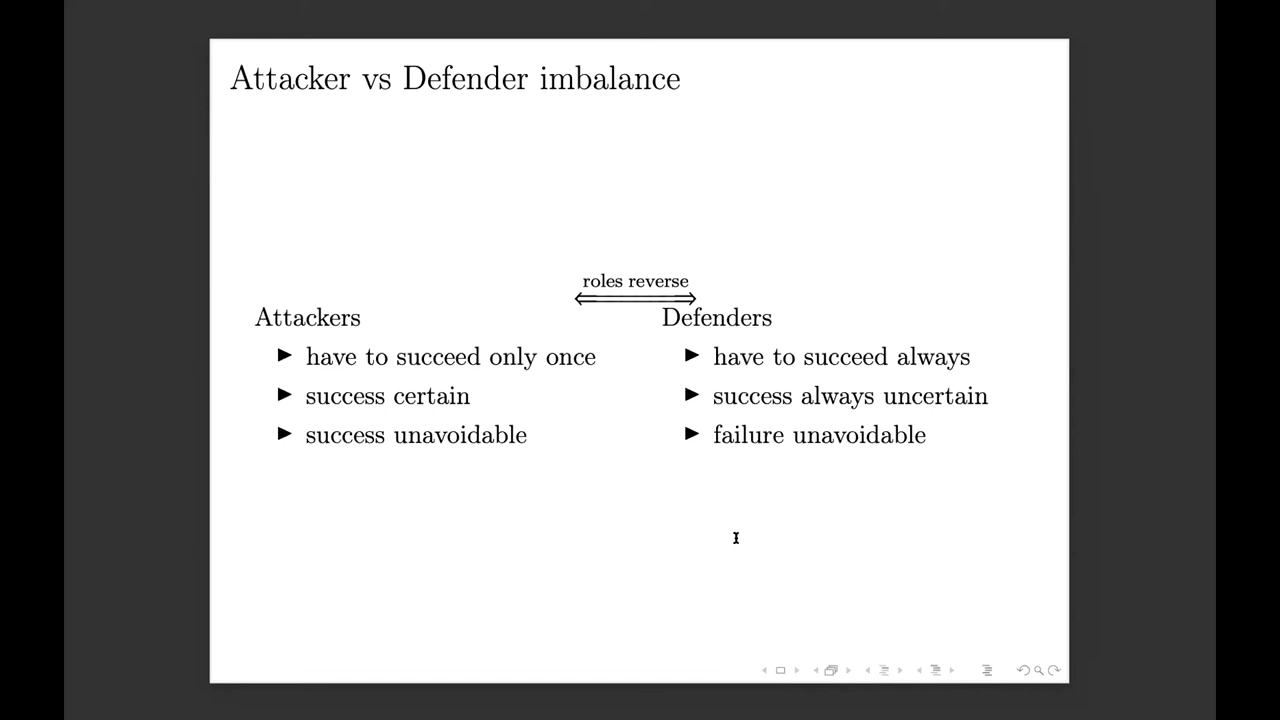 Attacker vs Defender imbalance
roles reverse
Attackers
▶ have to succeed only once
▶ success certain
▶ success unavoidable
Defenders
▶ have to succeed always
▶ success always uncertain
▶ failure unavoidable